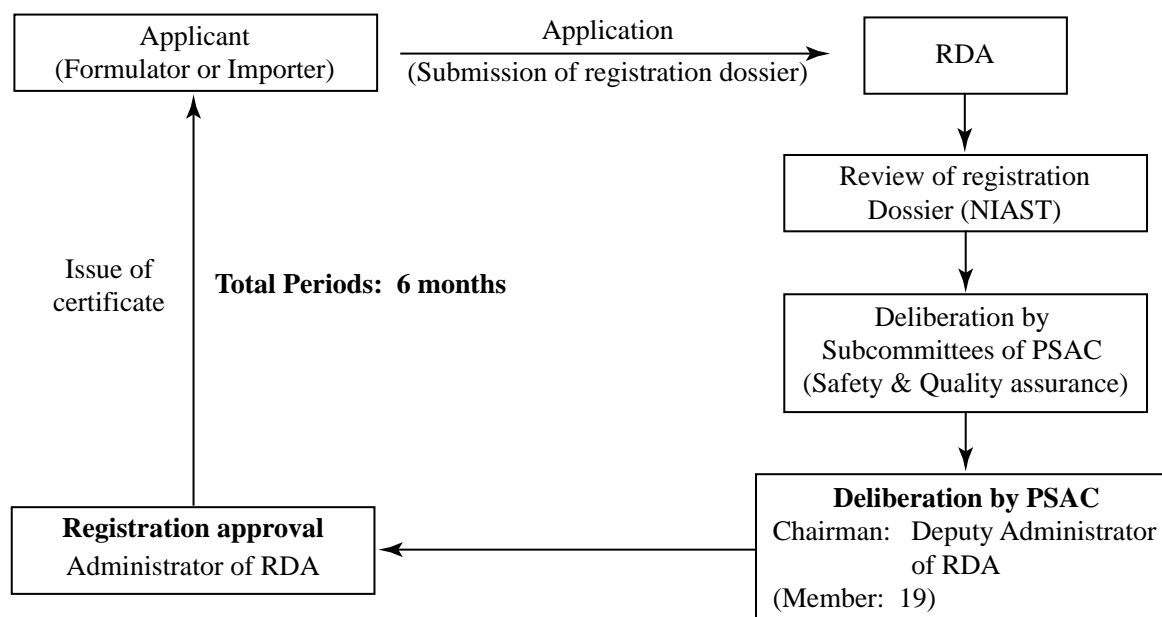 Applicant
(Formulator or Importer)
Application
(Submission of registration dossier)
RDA
Review of registration
Dossier (NIAST)
Deliberation by
Subcommittees of PSAC
(Safety & Quality assurance)
Deliberation by PSAC
Chairman: Deputy Administrator
of RDA
(Member: 19)
Registration approval
Administrator of RDA
Issue of
certificate
Total Periods: 6 months